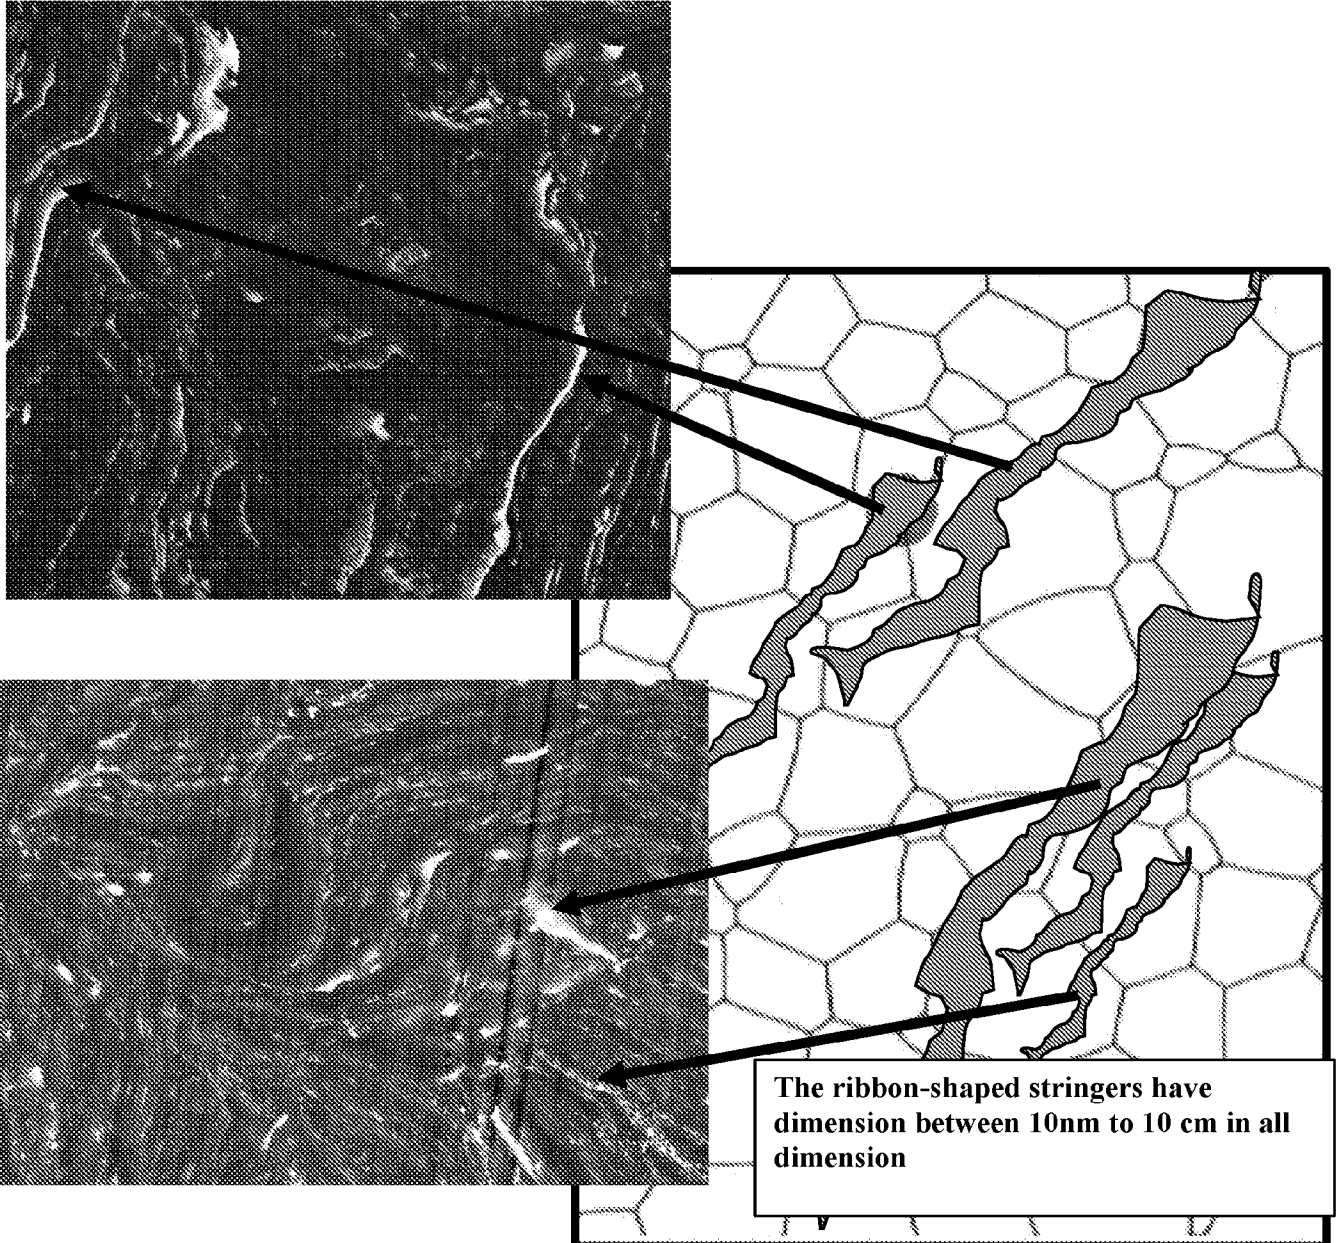 The ribbon-shaped stringers have
dimension between 10nm to 10 cm in all
dimension